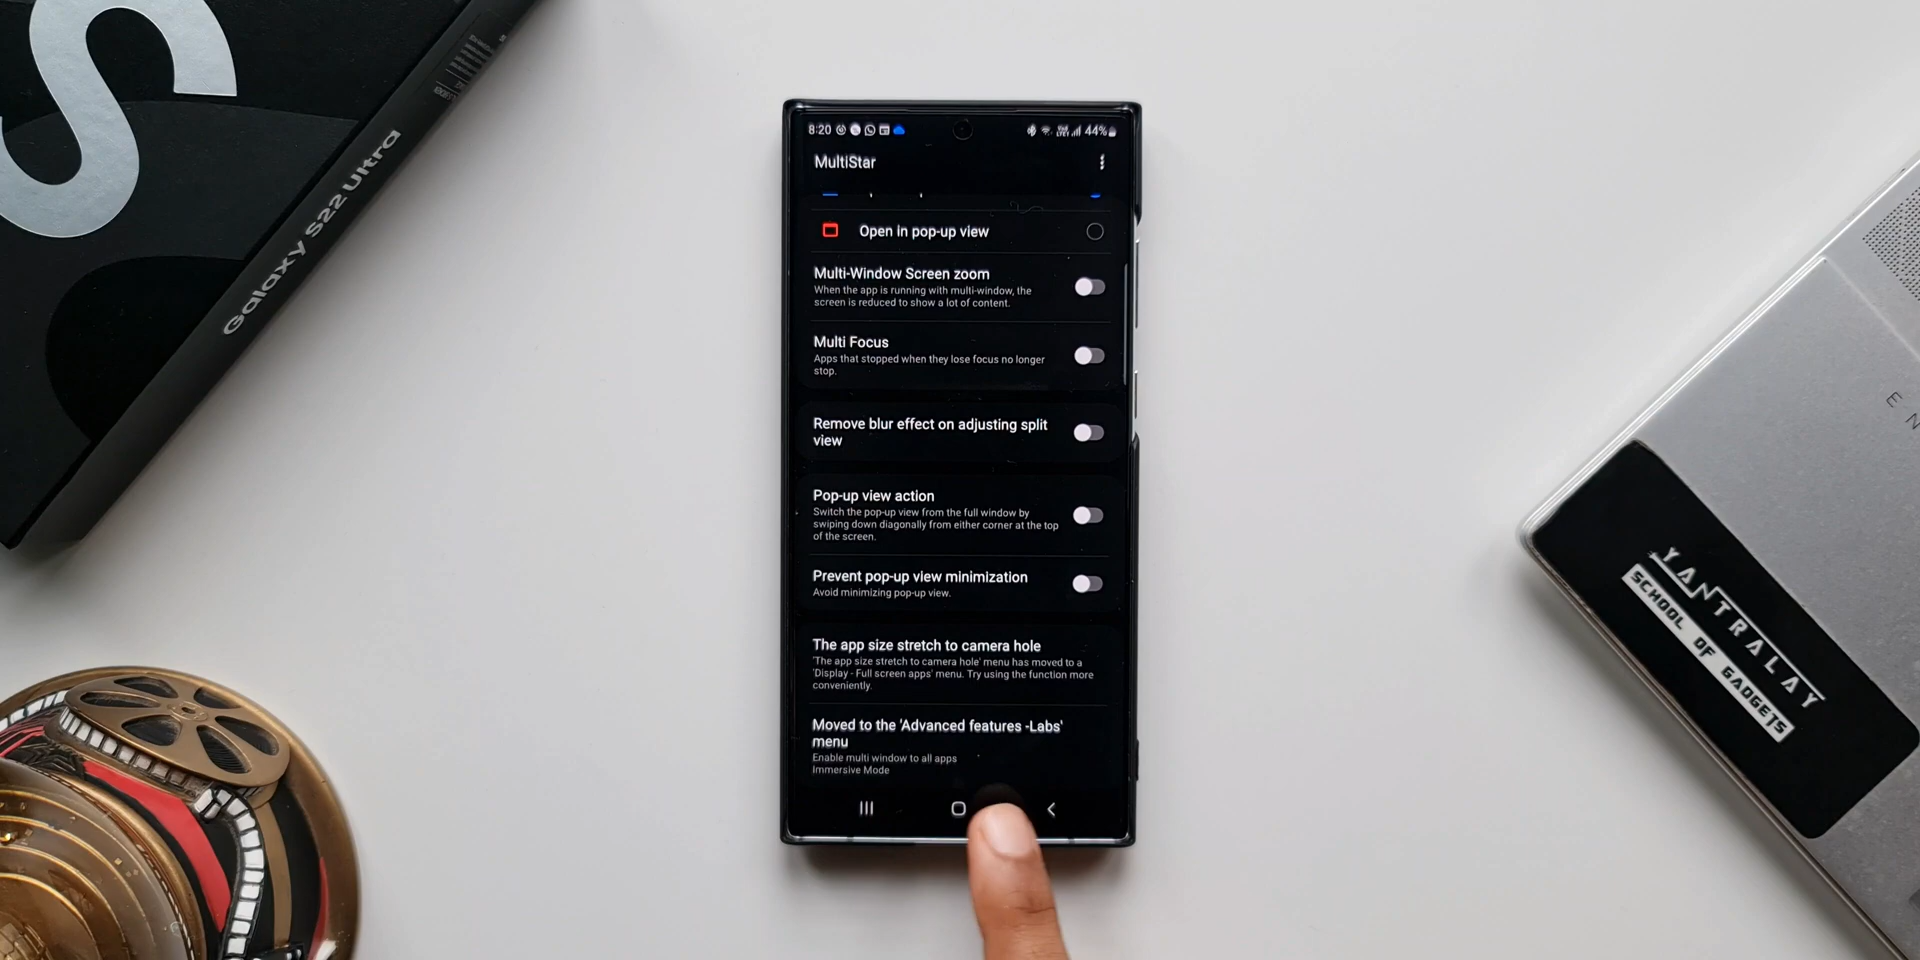 S
Galaxy S22 Ultra
8:20
44%
MultiStar
Open in pop-up view
Multi-Window Screen zoom
When the app is running with multi-window, the
screen is reduced to show a lot of content.
Multi Focus
Apps that stopped when they lose focus no longer
stop.
Remove blur effect on adjusting split
view
Pop-up view action
Switch the pop-up view from the full window by
swiping down diagonally from either corner at the top
of the screen.
Prevent pop-up view minimization
Avoid minimizing pop-up view.
The app size stretch to camera hole
'The app size stretch to camera hole' menu has moved to a
'Display - Full screen apps' menu. Try using the function more
conveniently.
Moved to the 'Advanced features -Labs'
menu
Enable multi window to all apps
Immersive Mode
YANTRALAY
SCHOOL OF GADGETS
E N